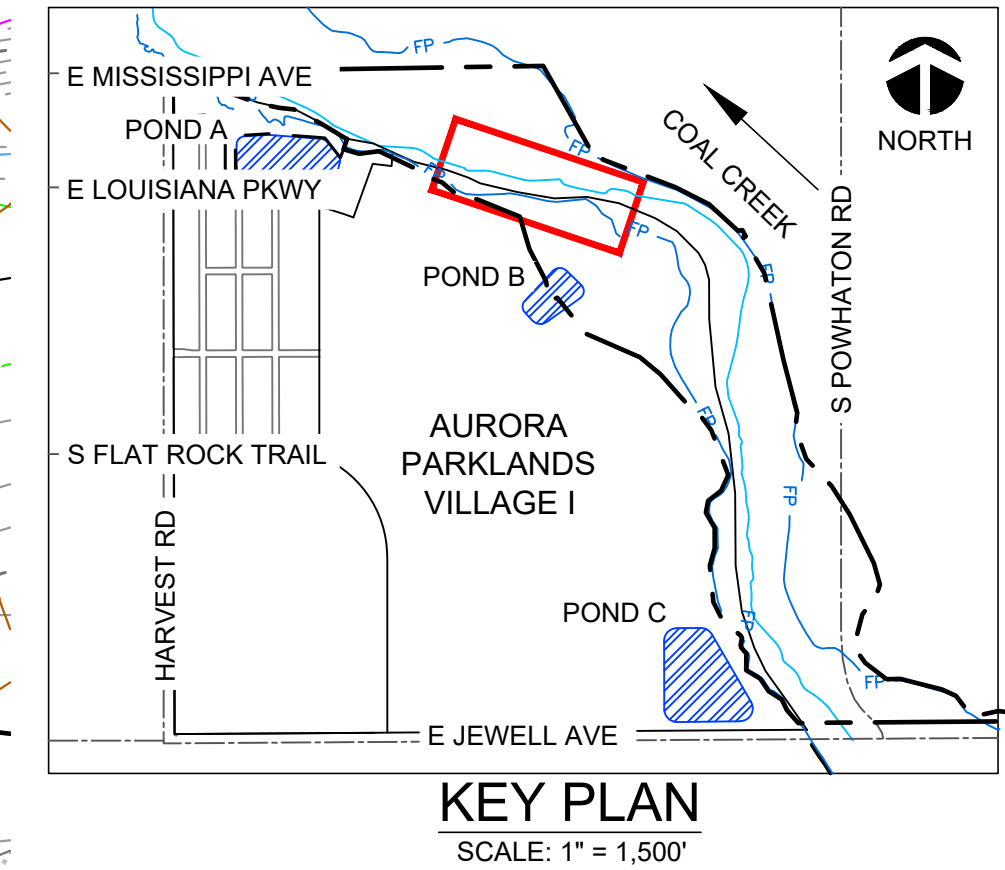 FP
E MISSISSIPPI AVE
NORTH
POND A
COAL CREEK
FP
FP
E LOUISIANA PKWY
S POWHATON RD
FP
POND B
FP
FP
AURORA
PARKLANDS
VILLAGE I
S FLAT ROCK TRAIL
FP
HARVEST RD
POND C
FP
FP
E JEWELL AVE
KEY PLAN
SCALE: 1" = 1,500'